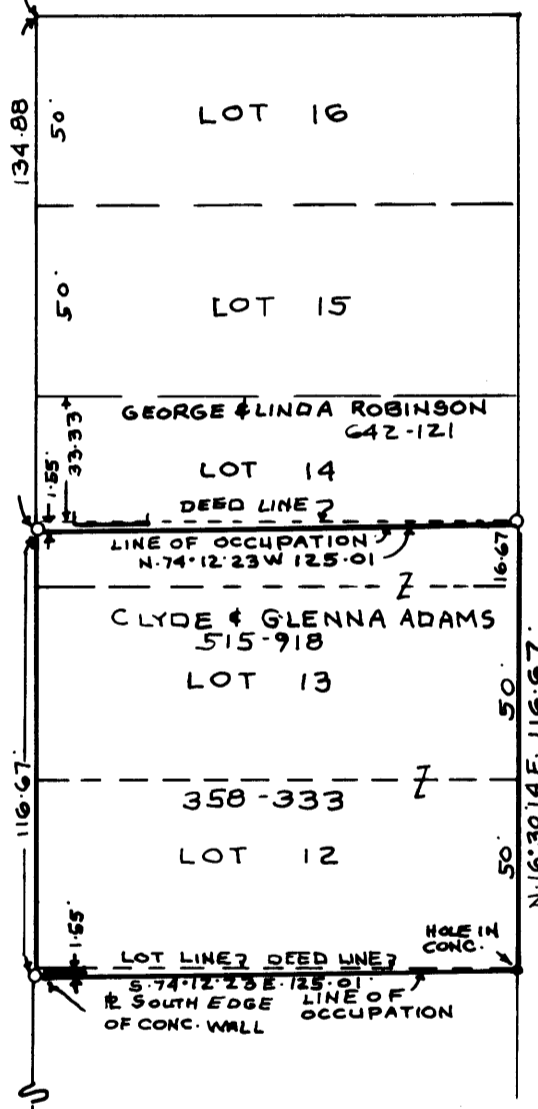 134.88
50'
LOT 16
50'
LOT 15
GEORGE & LINDA ROBINSON
642-121
33.33'
1.55'
LOT 14
DEED LINE
LINE OF OCCUPATION
N.74°12'23"W 125.01
16.67
CLYDE & GLENNA ADAMS
515-918
LOT 13
50'
116.67'
N.16°30'14"E. 116.67'
358-333
LOT 12
50'
1.55'
HOLE IN
CONC.
LOT LINE DEED LINE
S.74°12'23"E. 125.01
SOUTH EDGE
OF CONC. WALL
LINE OF
OCCUPATION